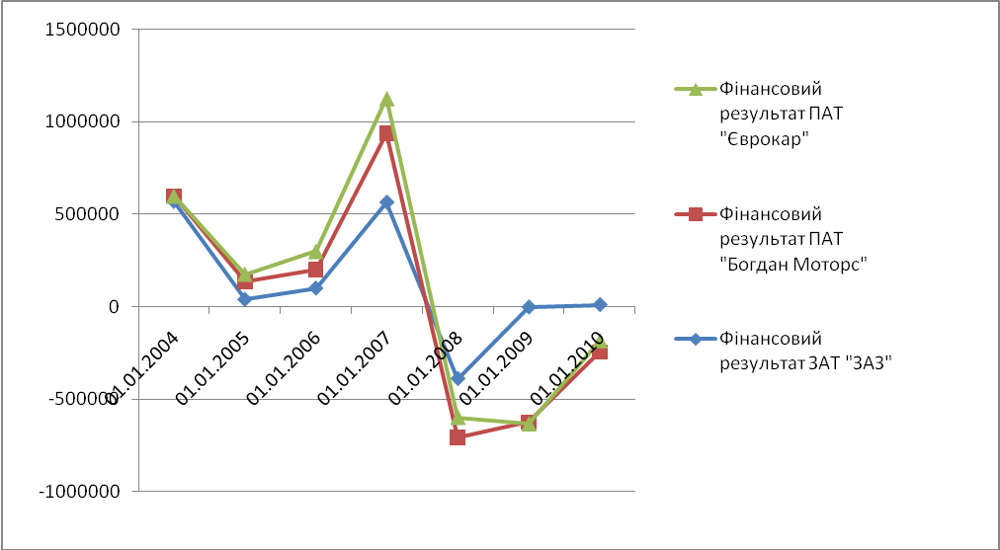 1500000
1000000
500000
0
-500000
-1000000
01.01.2004
01.01.2005
01.01.2006
01.01.2007
01.01.2008
01.01.2009
01.01.2010
Фінансовий
результат ПАТ
"Єврокар"
Фінансовий
результат ПАТ
"Богдан Моторс"
Фінансовий
результат ЗАТ "ЗАЗ"